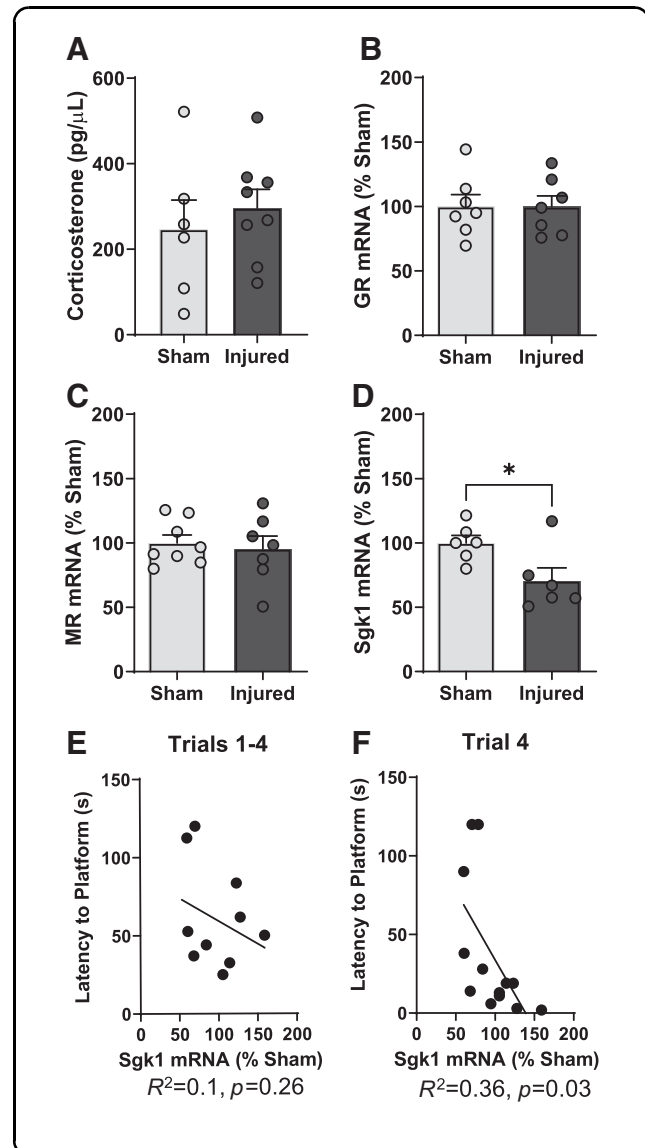 A
Corticosterone (pg/μL)
600
400
200
0
Sham Injured
B
GR mRNA (% Sham)
200
150
100
50
0
Sham Injured
C
MR mRNA (% Sham)
200
150
100
50
0
Sham Injured
D
Sgk1 mRNA (% Sham)
200
150
100
50
0
*
Sham Injured
E
Trials 1-4
Latency to Platform (s)
150
100
50
0
0 50 100 150 200
Sgk1 mRNA (% Sham)
R²=0.1, p=0.26
F
Trial 4
Latency to Platform (s)
150
100
50
0
0 50 100 150 200
Sgk1 mRNA (% Sham)
R²=0.36, p=0.03